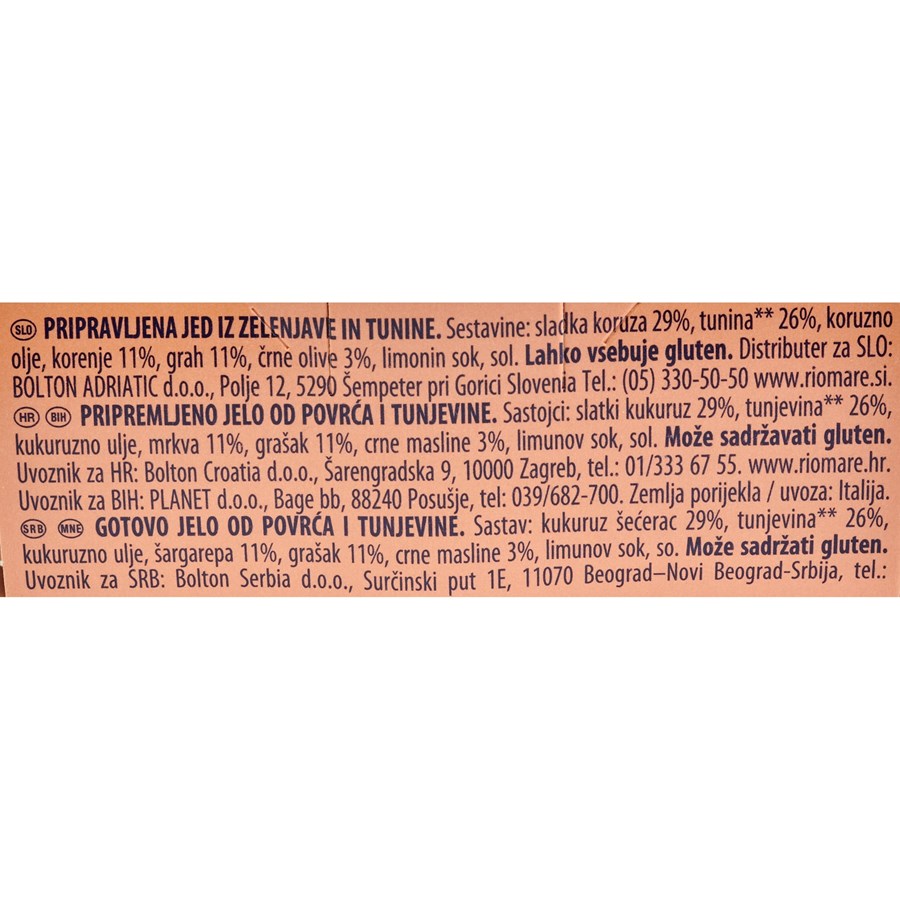 SLO PRIPRAVLJENA JED IZ ZELENJAVE IN TUNINE. Sestavine: sladka koruza 29%, tunina** 26%, koruzno
olje, korenje 11%, grah 11%, črne olive 3%, limonin sok, sol. Lahko vsebuje gluten. Distributer za SLO:
BOLTON ADRIATIC d.o.o., Polje 12, 5290 Šempeter pri Gorici Slovenia Tel.: (05) 330-50-50 www.riomare.si.
HR BIH PRIPREMLJENO JELO OD POVRĆA I TUNJEVINE. Sastojci: slatki kukuruz 29%, tunjevina** 26%,
kukuruzno ulje, mrkva 11%, grašak 11%, crne masline 3%, limunov sok, sol. Može sadržavati gluten.
Uvoznik za HR: Bolton Croatia d.o.o., Šarengradska 9, 10000 Zagreb, tel.: 01/333 67 55. www.riomare.hr.
Uvoznik za BIH: PLANET d.o.o., Bage bb, 88240 Posušje, tel: 039/682-700. Zemlja porijekla / uvoza: Italija.
SRB MNE GOTOVO JELO OD POVRĆA I TUNJEVINE. Sastav: kukuruz šećerac 29%, tunjevina** 26%,
kukuruzno ulje, šargarepa 11%, grašak 11%, crne masline 3%, limunov sok, so. Može sadržati gluten.
Uvoznik za SRB: Bolton Serbia d.o.o., Surčinski put 1E, 11070 Beograd–Novi Beograd-Srbija, tel.: